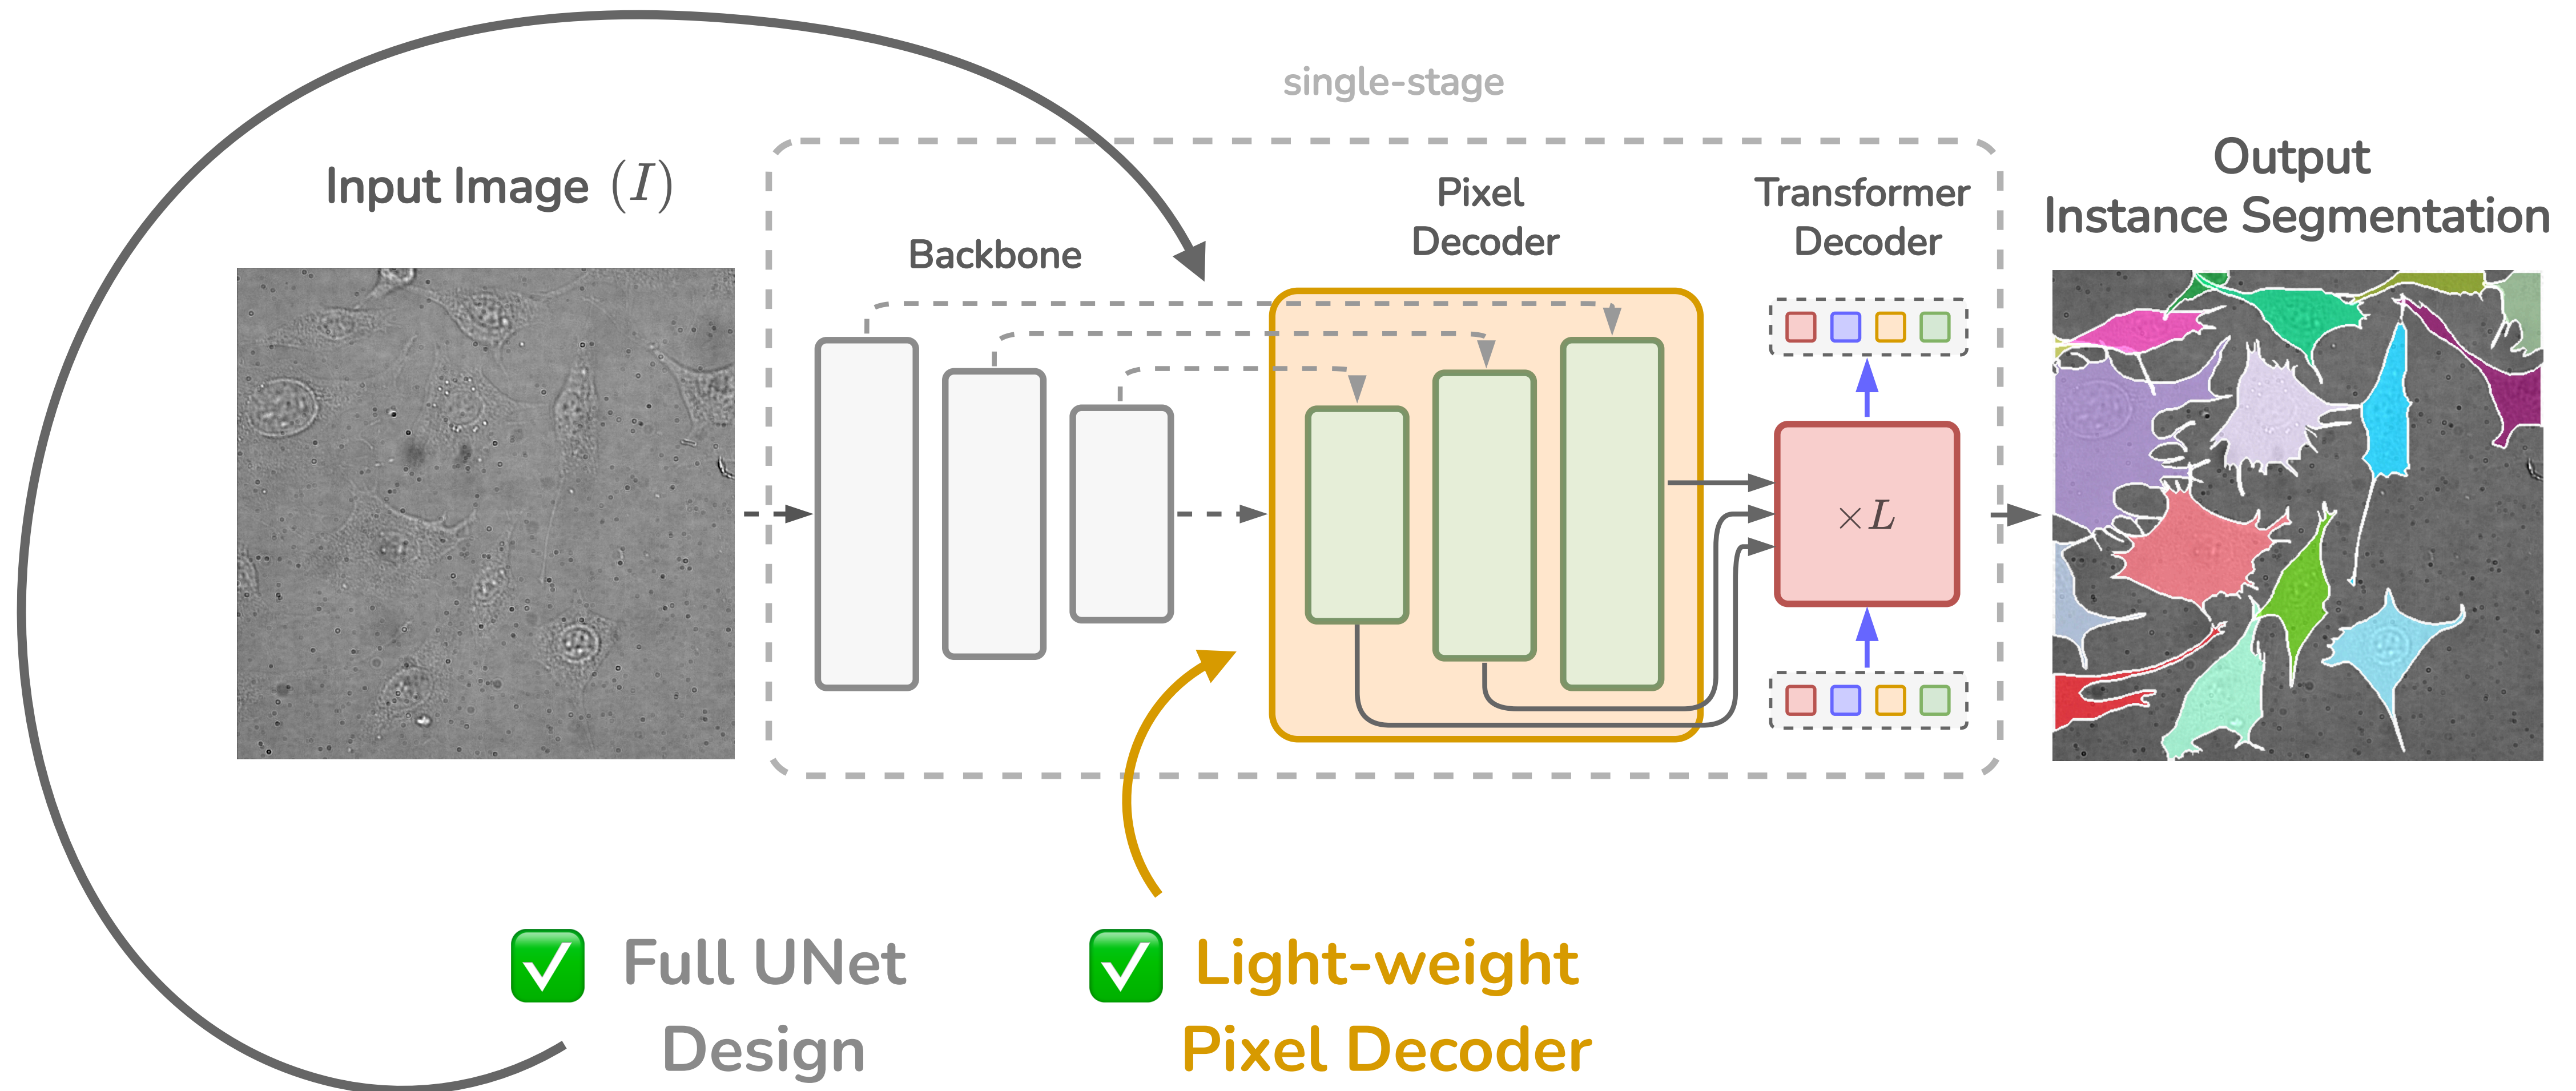 single-stage
Input Image (I)
Backbone
Pixel
Decoder
Transformer
Decoder
Output
Instance Segmentation
×L
Full UNet
Design
Light-weight
Pixel Decoder